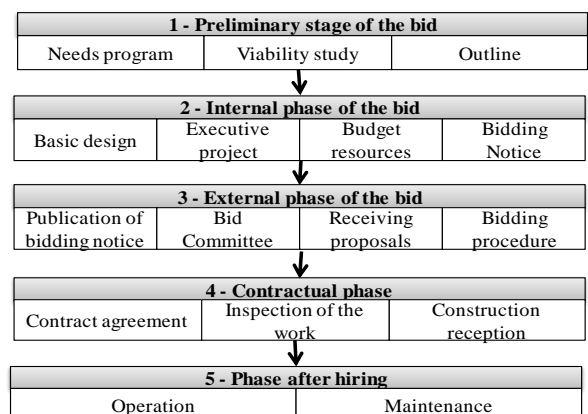 1 - Preliminary stage of the bid
Needs program Viability study Outline
2 - Internal phase of the bid
Basic design Executive project Budget resources Bidding Notice
3 - External phase of the bid
Publication of bidding notice Bid Committee Receiving proposals Bidding procedure
4 - Contractual phase
Contract agreement Inspection of the work Construction reception
5 - Phase after hiring
Operation Maintenance